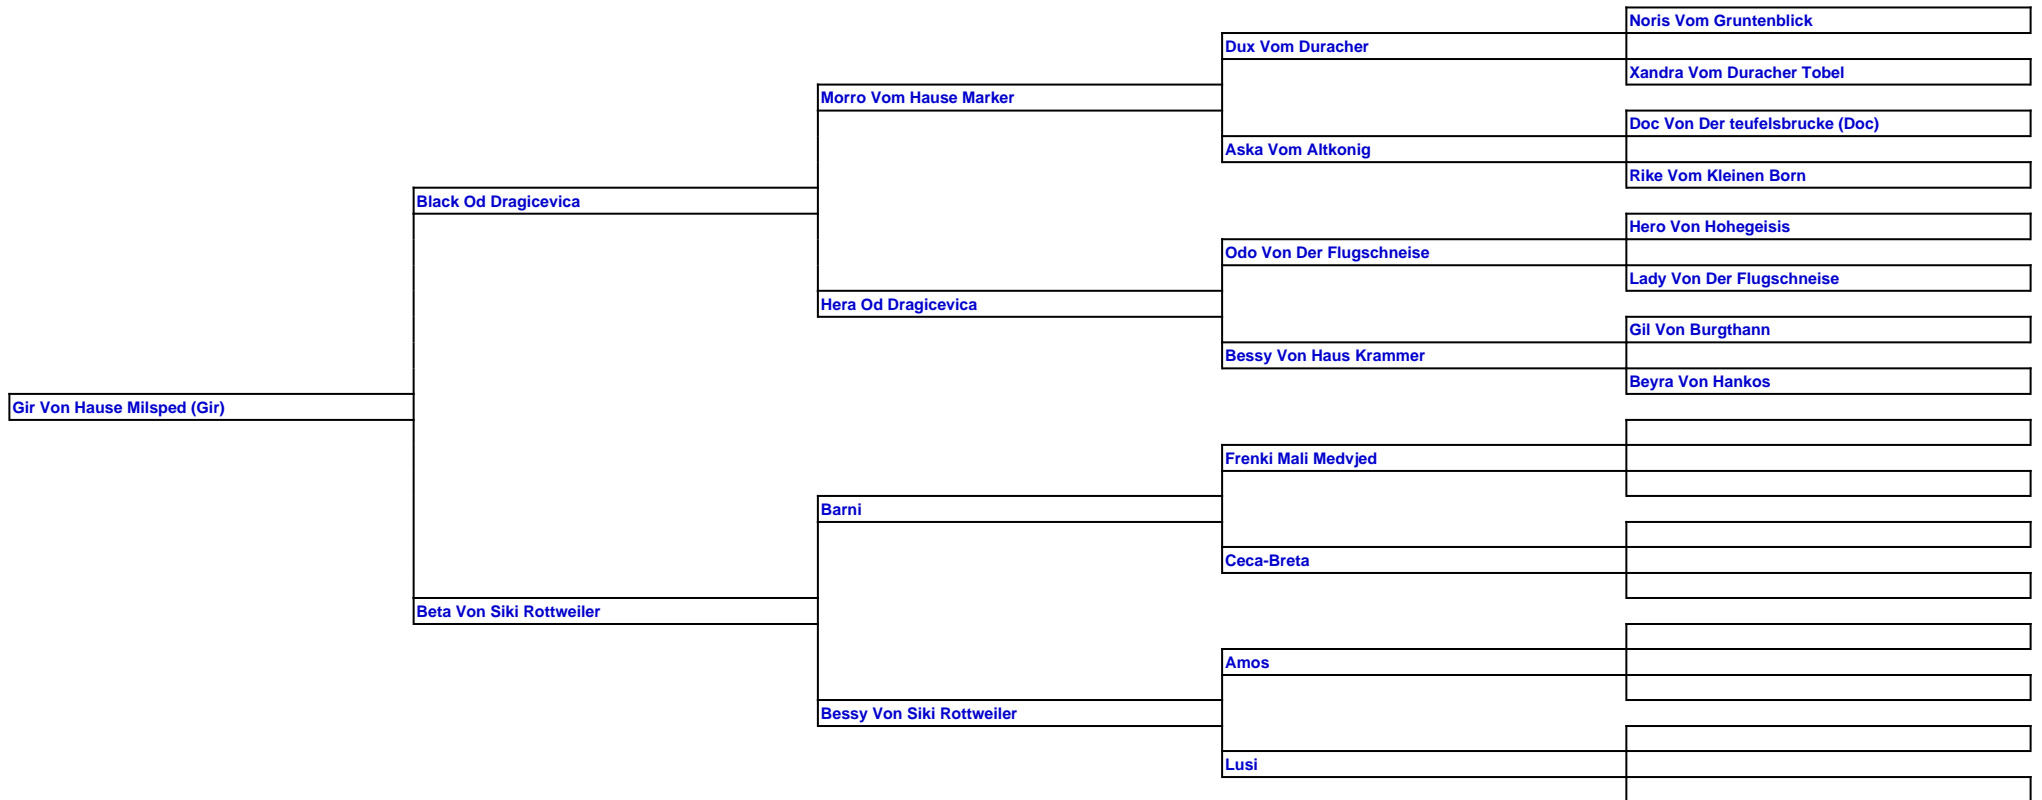 Noris Vom Gruntenblick
Dux Vom Duracher
Xandra Vom Duracher Tobel
Morro Vom Hause Marker
Doc Von Der teufelsbrucke (Doc)
Aska Vom Altkonig
Rike Vom Kleinen Born
Black Od Dragicevica
Hero Von Hohegeisis
Odo Von Der Flugschneise
Lady Von Der Flugschneise
Hera Od Dragicevica
Gil Von Burgthann
Bessy Von Haus Krammer
Beyra Von Hankos
Gir Von Hause Milsped (Gir)
Frenki Mali Medvjed
Barni
Ceca-Breta
Beta Von Siki Rottweiler
Amos
Bessy Von Siki Rottweiler
Lusi